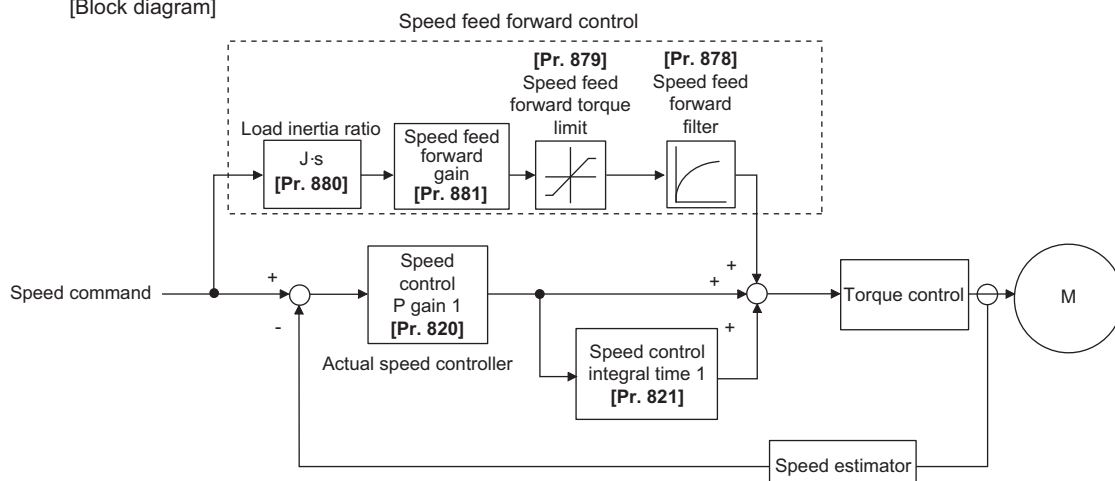 [Block diagram]
Speed feed forward control
[Pr. 879]
Speed feed
forward torque
limit
[Pr. 878]
Speed feed
forward
filter
Load inertia ratio
J·s
[Pr. 880]
Speed feed
forward
gain
[Pr. 881]
Speed command
+
-
Speed
control
P gain 1
[Pr. 820]
Actual speed controller
+
+
+
Speed control
integral time 1
[Pr. 821]
Torque control
M
Speed estimator